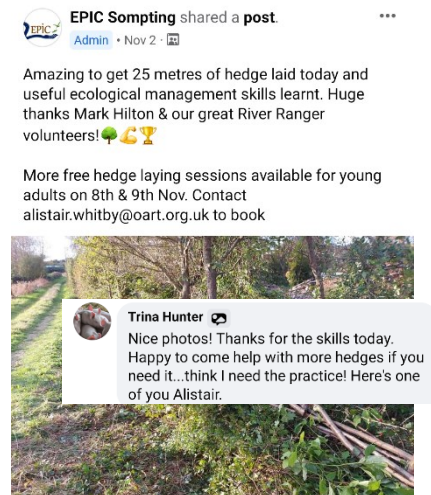 EPIC
EPIC Sompting shared a post.
Admin • Nov 2 ·
Amazing to get 25 metres of hedge laid today and
useful ecological management skills learnt. Huge
thanks Mark Hilton & our great River Ranger
volunteers!🌳💪🏆
More free hedge laying sessions available for young
adults on 8th & 9th Nov. Contact
alistair.whitby@oart.org.uk to book
Trina Hunter
Nice photos! Thanks for the skills today.
Happy to come help with more hedges if you
need it...think I need the practice! Here's one
of you Alistair.